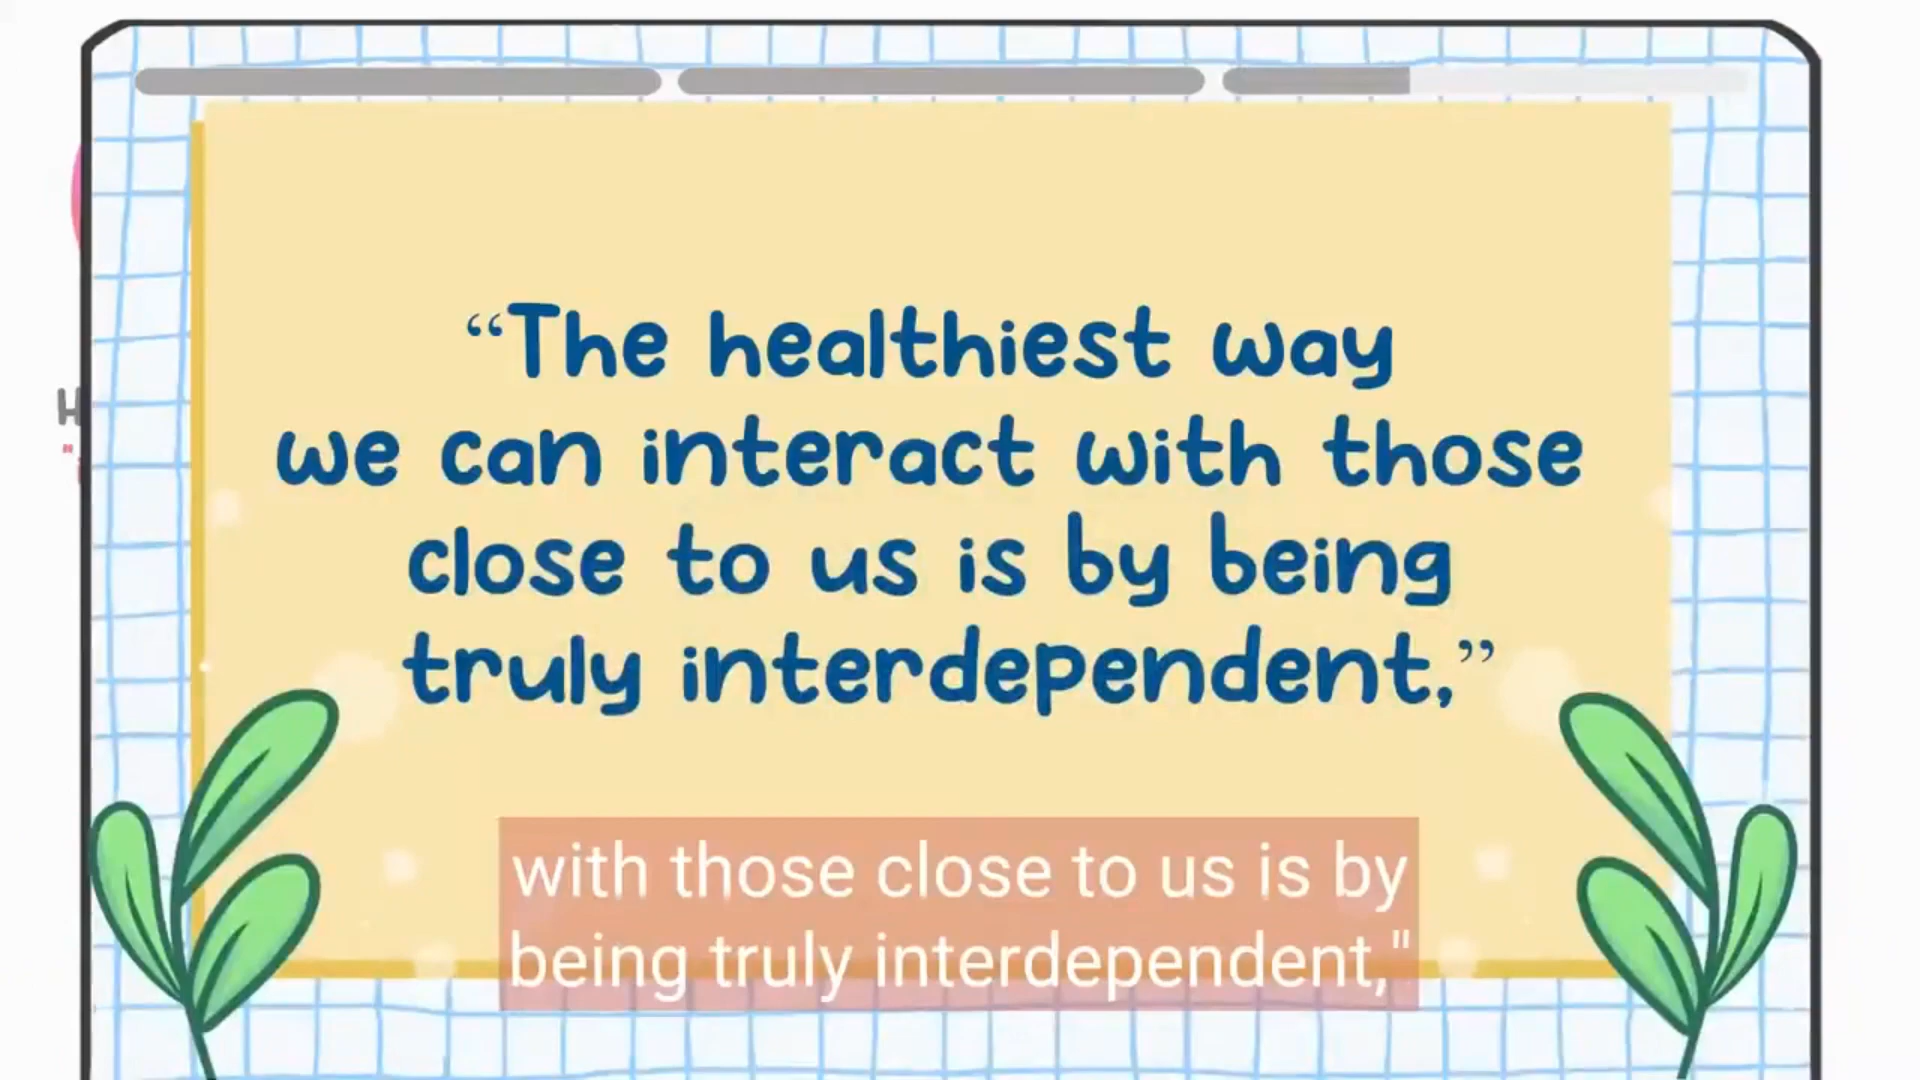 “The healthiest way
we can interact with those
close to us is by being
truly interdependent,”
with those close to us is by
being truly interdependent,"